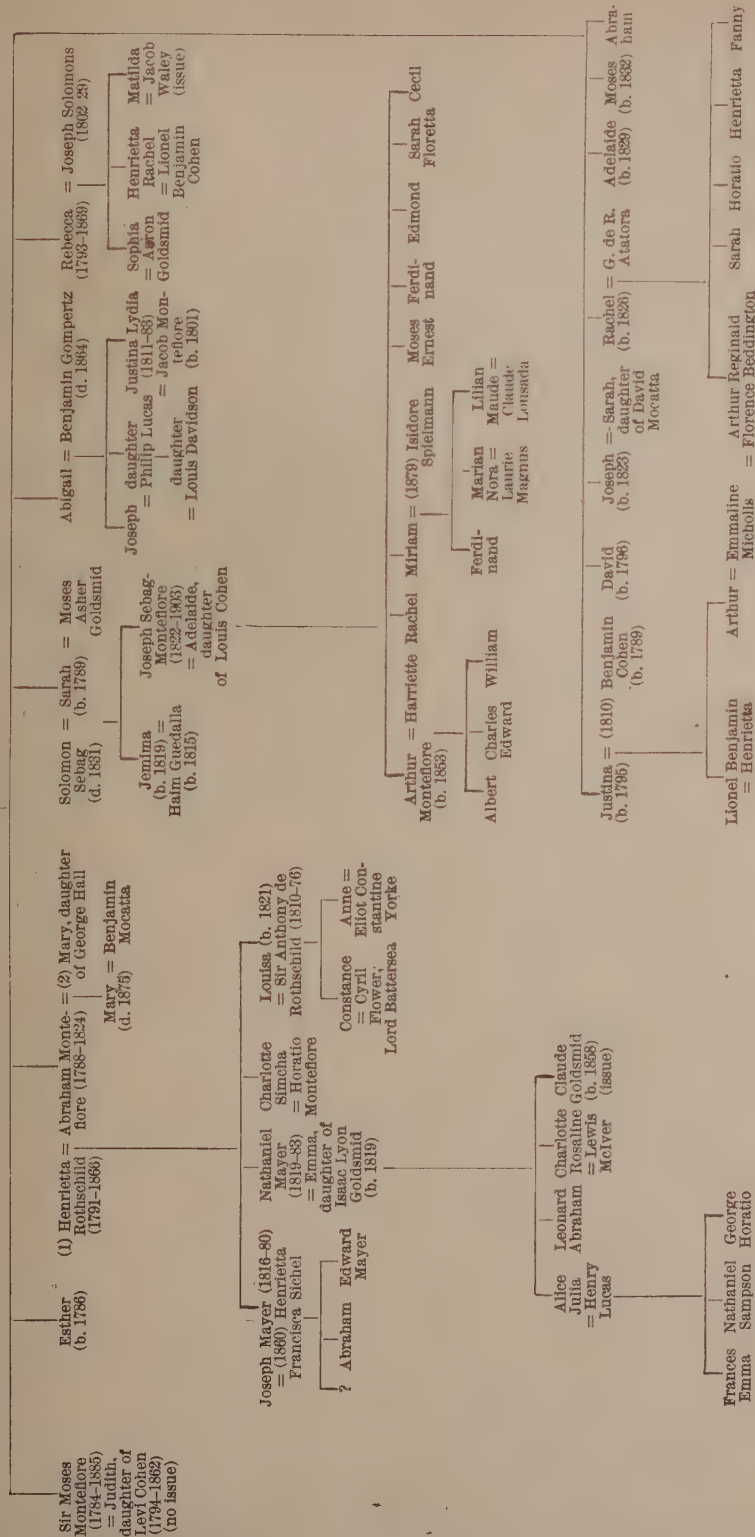 Sir Moses
Montefiore
(1784–1885)
= Judith,
daughter of
Levi Cohen
(1794–1862)
(no issue)
Esther
(b. 1786)
(1) Henrietta = Abraham Monte- = (2) Mary, daughter
Rothschild flore (1788–1824) of George Hall
(1791–1866)
Mary = Benjamin
(d. 1875) Mocatta
Solomon = Sarah = Moses
Sebag (b. 1789) Asher
(d. 1831) Goldsmid
Abigail = Benjamin Gompertz
(d. 1864)
Rebecca = Joseph Solomons
(1793–1869) (1802 29)
Joseph Mayer (1816–80)
= (1860) Henrietta
Francisca Sichel
Nathaniel
Mayer
(1819–83)
= Emma,
daughter of
Isaac Lyon
Goldsmid
(b. 1819)
Charlotte
Simcha
= Horatio
Montefiore
Louisa (b. 1821)
= Sir Anthony de
Rothschild (1810–76)
Jemima
(b. 1819) =
Haim Guedalla
(b. 1815)
Joseph Sebag-
Montefiore
(1822–1903)
= Adelaide,
daughter
of Louis Cohen
Joseph
daughter
= Philip Lucas
daughter
= Louis Davidson
Justina Lydia
(1811–83)
= Jacob Mon-
tefiore
(b. 1801)
Sophia
= Aaron
Goldsmid
Henrietta
Rachel
= Lionel
Benjamin
Cohen
Matilda
= Jacob
Waley
(issue)
? Abraham Edward
Mayer
Constance
= Cyril
Flower;
Lord Battersea
Anne =
Eliot Con-
stantine
Yorke
Arthur = Harriette
Montefiore
(b. 1853)
Rachel
Miriam = (1879) Isidore
Spielmann
Moses
Ernest
Ferdi-
nand
Edmond
Sarah
Floretta
Cecil
Albert Charles William
Edward
Ferdi-
nand
Marian
Nora =
Laurie
Magnus
Lilian
Maude =
Claude
Lousada
Alice
Julia
= Henry
Lucas
Leonard
Abraham
Charlotte
Rosaline
= Lewis
McIver
Claude
Goldsmid
(b. 1858)
(issue)
Justina = (1810) Benjamin
(b. 1795) Cohen
(b. 1789)
David
(b. 1796)
Joseph = Sarah,
(b. 1823) daughter
of David
Mocatta
Rachel = G. de R.
(b. 1826) Atatora
Adelaide
(b. 1829)
Moses
(b. 1832)
Abra-
ham
Frances
Emma
Nathaniel
Sampson
George
Horatio
Lionel Benjamin
= Henrietta
Arthur = Emmaline
Micholls
Arthur Reginald
= Florence Beddington
Sarah Horatio Henrietta Fanny